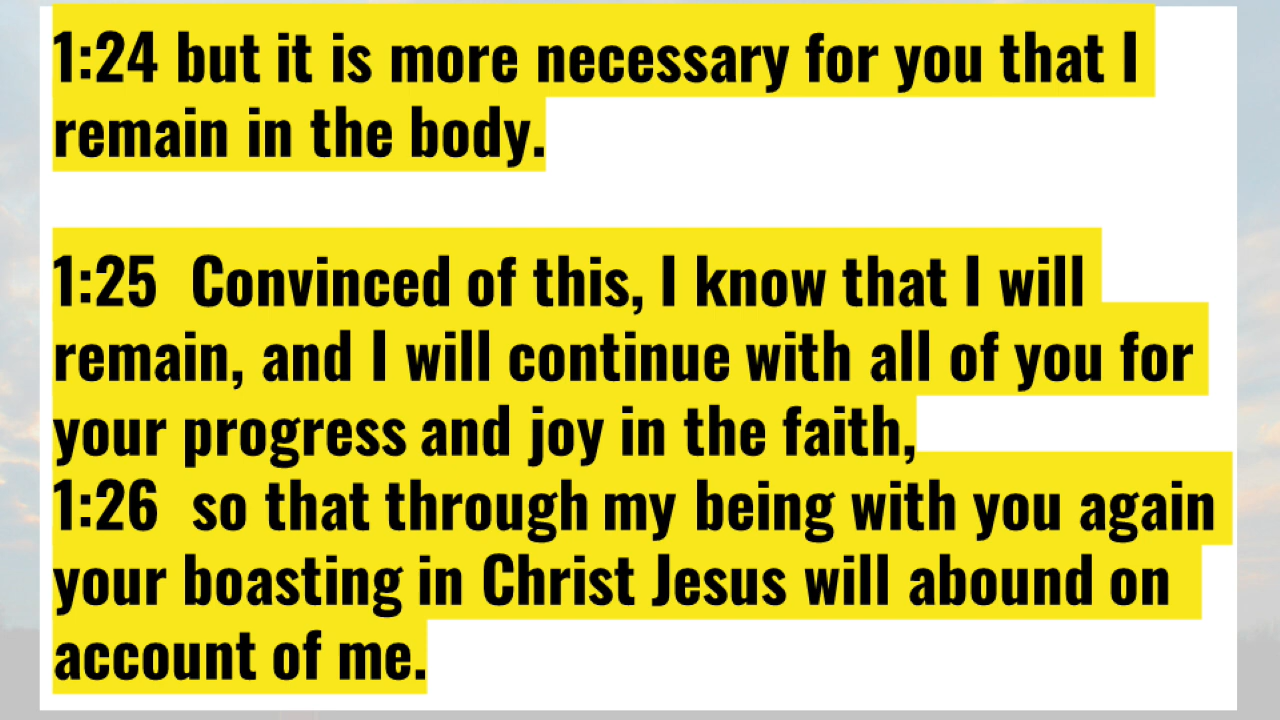 1:24 but it is more necessary for you that I
remain in the body.
1:25  Convinced of this, I know that I will
remain, and I will continue with all of you for
your progress and joy in the faith,
1:26  so that through my being with you again
your boasting in Christ Jesus will abound on
account of me.